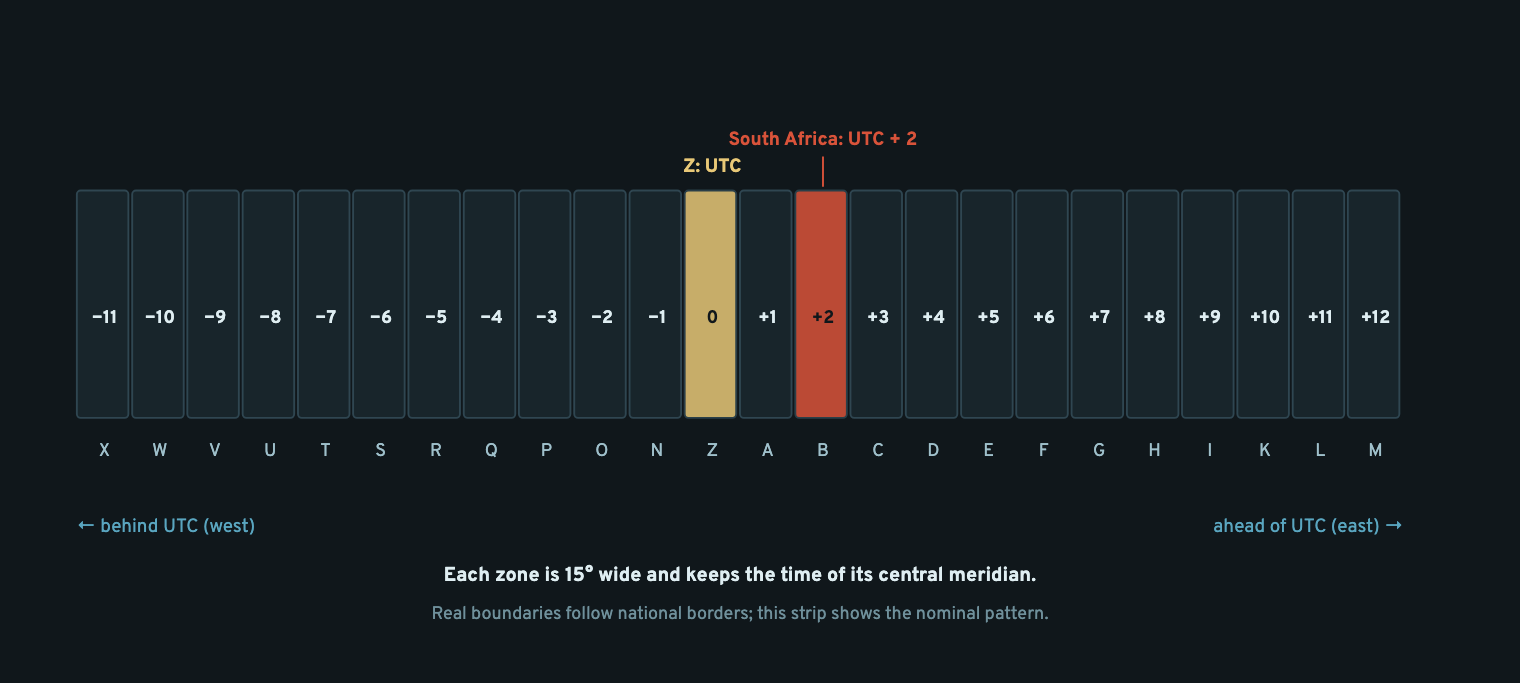 South Africa: UTC + 2
Z: UTC
−11 −10 −9 −8 −7 −6 −5 −4 −3 −2 −1 0 +1 +2 +3 +4 +5 +6 +7 +8 +9 +10 +11 +12
X W V U T S R Q P O N Z A B C D E F G H I K L M
← behind UTC (west) ahead of UTC (east) →
Each zone is 15° wide and keeps the time of its central meridian.
Real boundaries follow national borders; this strip shows the nominal pattern.